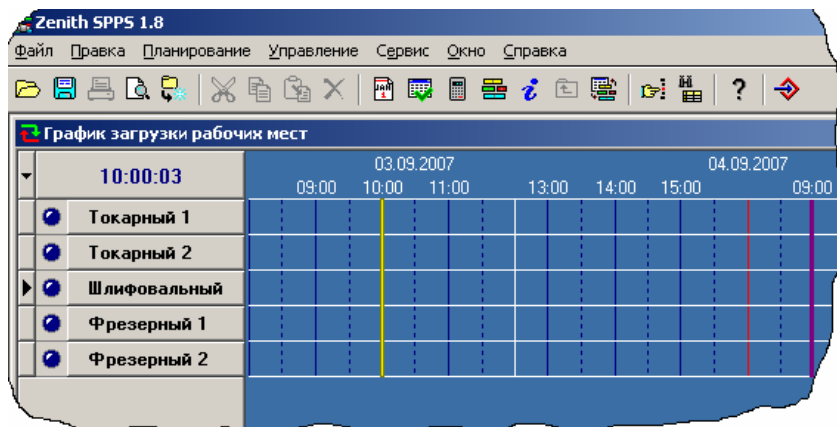 Zenith SPPS 1.8
Файл Правка Планирование Управление Сервис Окно Справка
График загрузки рабочих мест
10:00:03 03.09.2007 04.09.2007
09:00 10:00 11:00 13:00 14:00 15:00 09:00
Токарный 1
Токарный 2
Шлифовальный
Фрезерный 1
Фрезерный 2